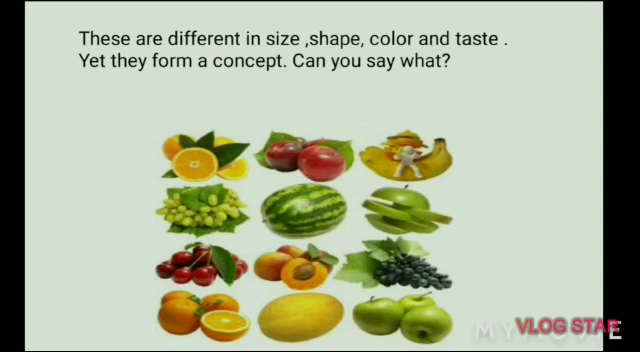 These are different in size ,shape, color and taste .
Yet they form a concept. Can you say what?
VLOG STAR